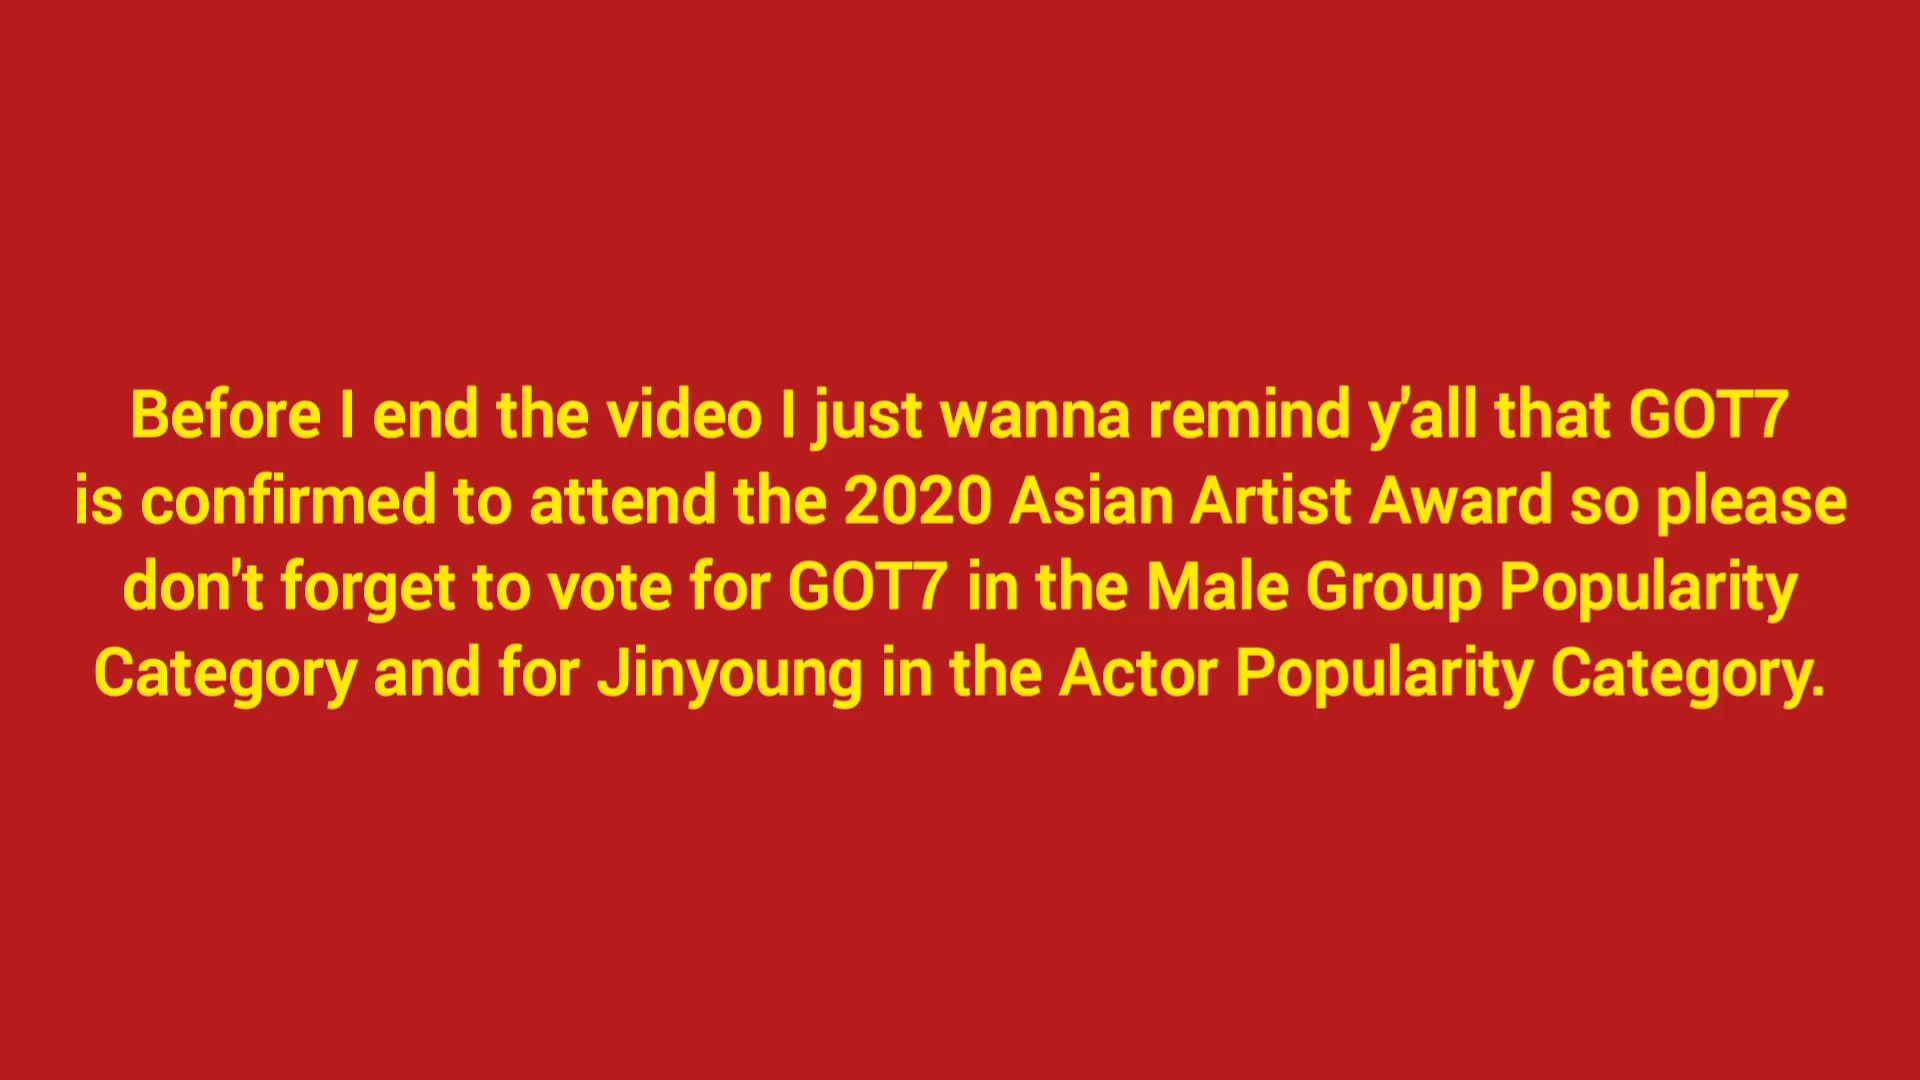 Before I end the video I just wanna remind y'all that GOT7
is confirmed to attend the 2020 Asian Artist Award so please
don't forget to vote for GOT7 in the Male Group Popularity
Category and for Jinyoung in the Actor Popularity Category.